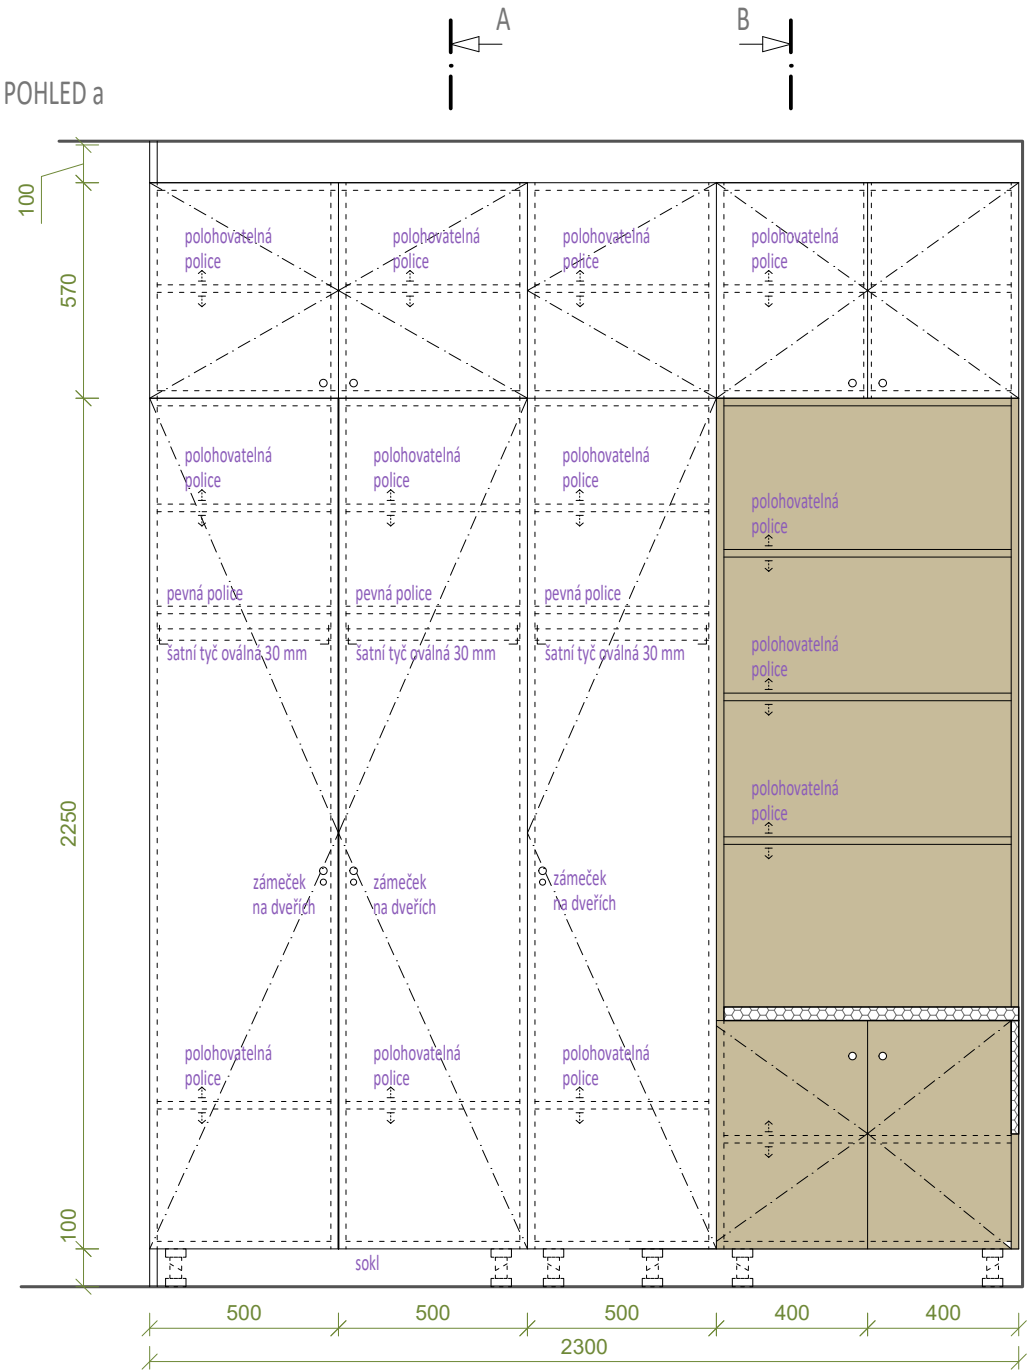 A
B
POHLED a
100
570
2250
100
polohovatelná
police
polohovatelná
police
polohovatelná
police
polohovatelná
police
polohovatelná
police
polohovatelná
police
polohovatelná
police
polohovatelná
police
pevná police
pevná police
pevná police
šatní tyč oválná 30 mm
šatní tyč oválná 30 mm
šatní tyč oválná 30 mm
polohovatelná
police
polohovatelná
police
zámeček
na dveřích
zámeček
na dveřích
zámeček
na dveřích
polohovatelná
police
polohovatelná
police
polohovatelná
police
sokl
500
500
500
400
400
2300